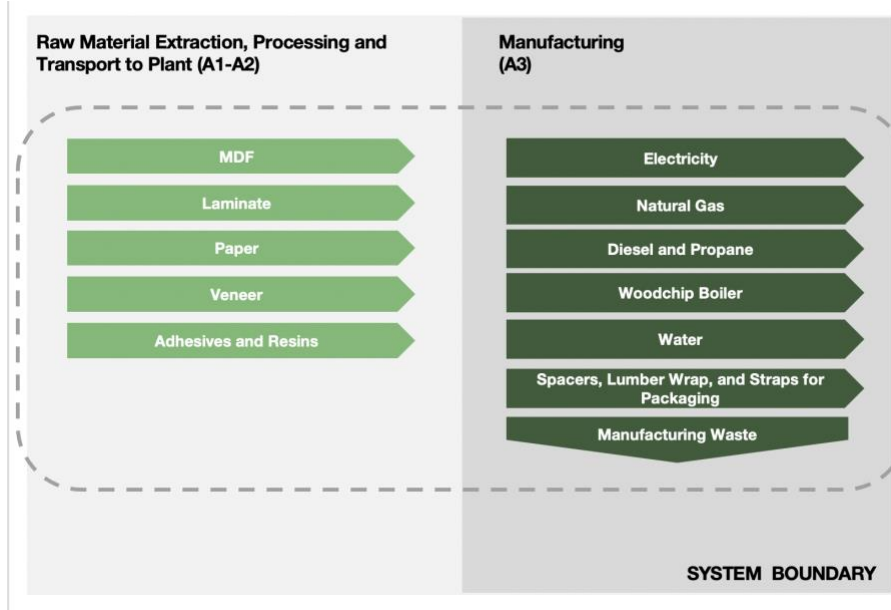 Raw Material Extraction, Processing and
Transport to Plant (A1-A2)
MDF
Laminate
Paper
Veneer
Adhesives and Resins
Manufacturing
(A3)
Electricity
Natural Gas
Diesel and Propane
Woodchip Boiler
Water
Spacers, Lumber Wrap, and Straps for
Packaging
Manufacturing Waste
SYSTEM BOUNDARY